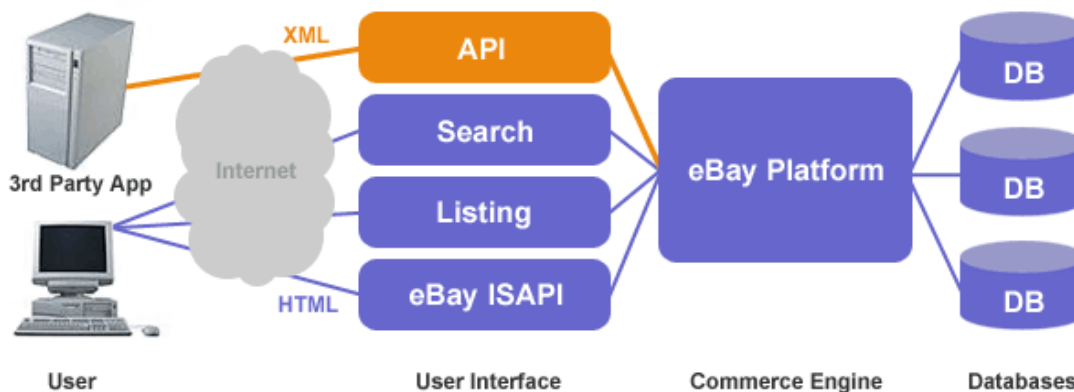 XML
API
DB
Search
Internet
eBay Platform
3rd Party App
DB
Listing
HTML
eBay ISAPI
DB
User
User Interface
Commerce Engine
Databases